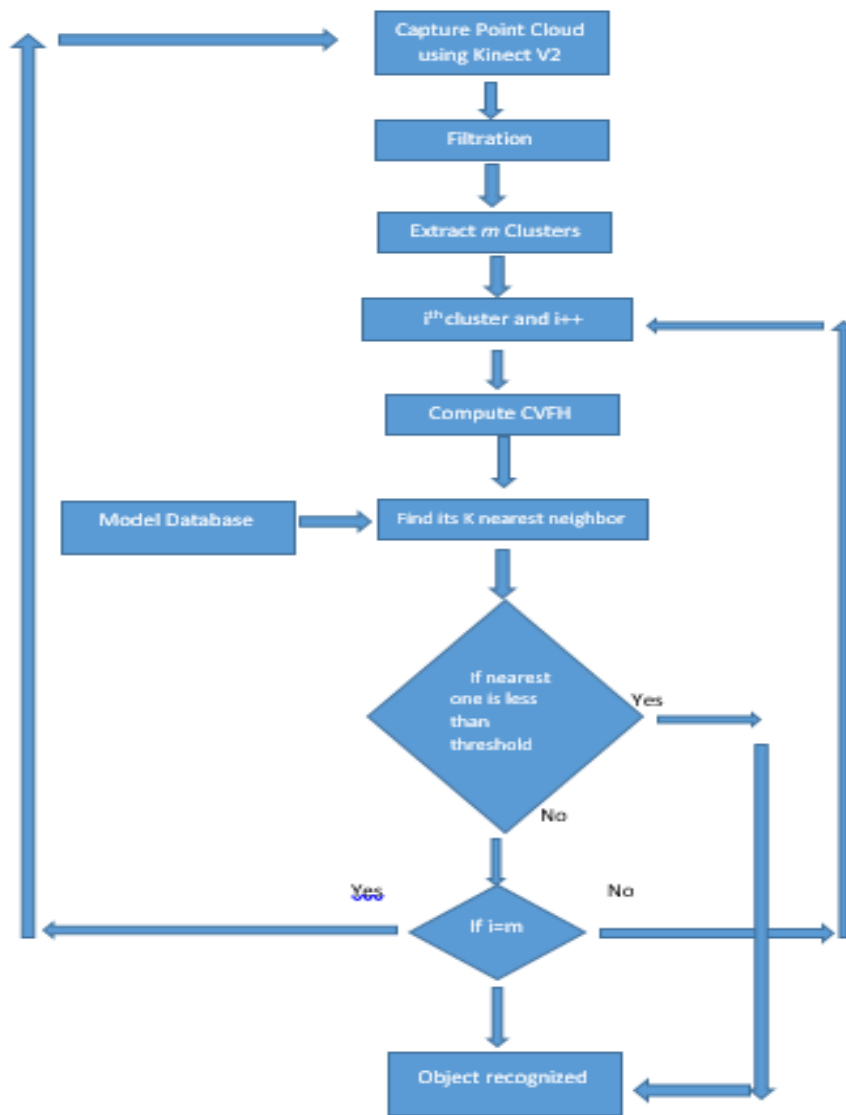 Capture Point Cloud
using Kinect V2
Filtration
Extract m Clusters
iᵗʰ cluster and i++
Compute CVFH
Model Database
Find its K nearest neighbor
If nearest
one is less
than
threshold
Yes
No
Yes
No
If i=m
Object recognized